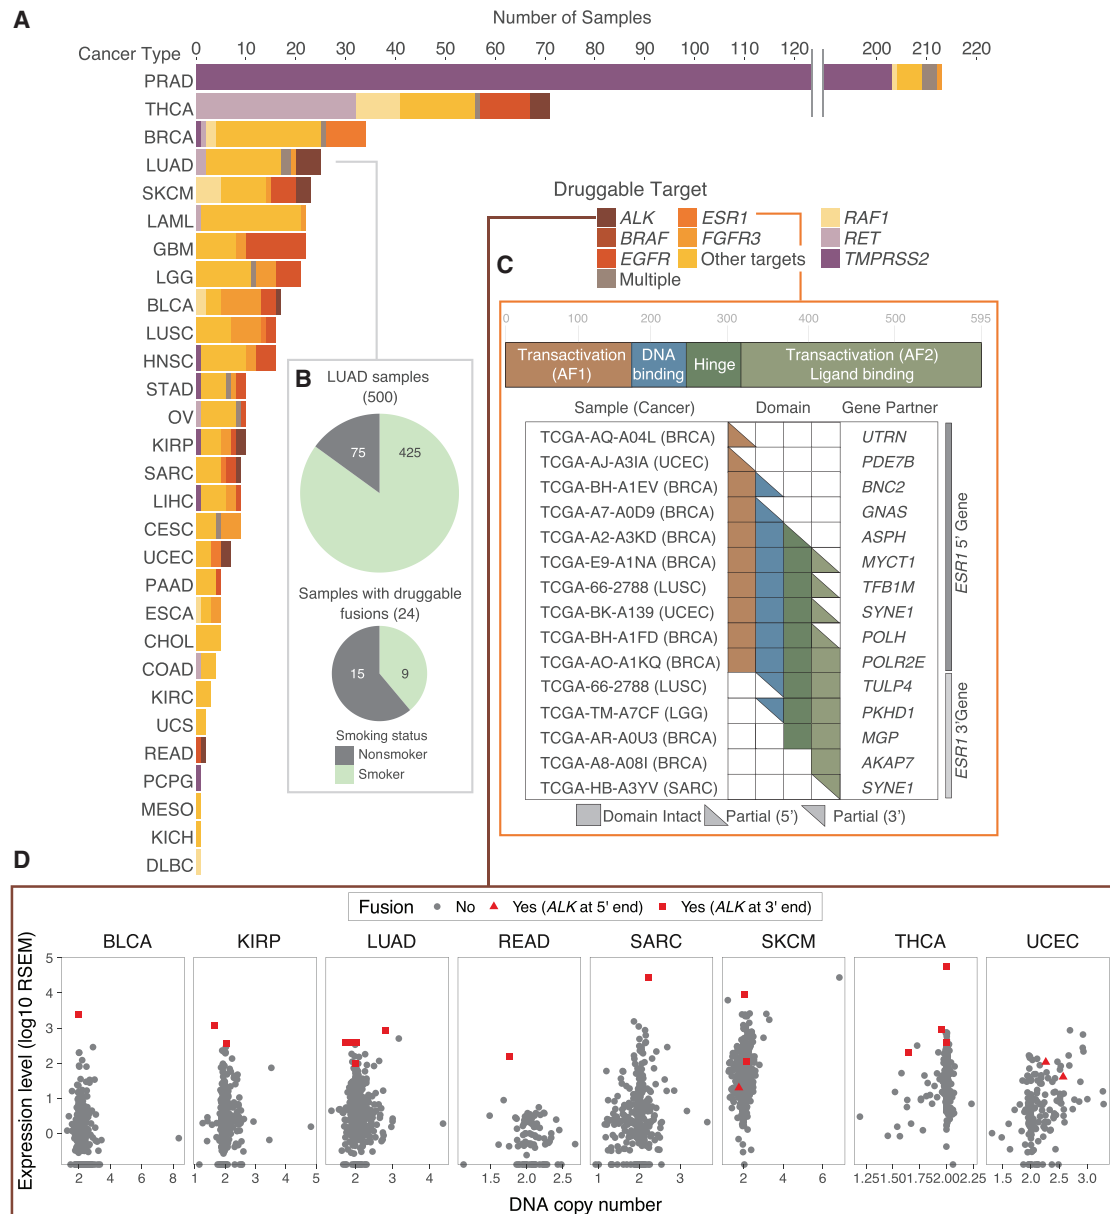 A
Number of Samples
Cancer Type
0 10 20 30 40 50 60 70 80 90 100 110 120 200 210 220
PRAD
THCA
BRCA
LUAD
SKCM
LAML
GBM
LGG
BLCA
LUSC
HNSC
STAD
OV
KIRP
SARC
LIHC
CESC
UCEC
PAAD
ESCA
CHOL
COAD
KIRC
UCS
READ
PCPG
MESO
KICH
DLBC
Druggable Target
ALK ESR1 RAF1
BRAF FGFR3 RET
EGFR Other targets TMPRSS2
Multiple
B
LUAD samples
(500)
75 425
Samples with druggable
fusions (24)
15 9
Smoking status
Nonsmoker
Smoker
C
0 100 200 300 400 500 595
Transactivation
(AF1)
DNA
binding
Hinge
Transactivation (AF2)
Ligand binding
Sample (Cancer) Domain Gene Partner
TCGA-AQ-A04L (BRCA) UTRN
TCGA-AJ-A3IA (UCEC) PDE7B
TCGA-BH-A1EV (BRCA) BNC2
TCGA-A7-A0D9 (BRCA) GNAS
TCGA-A2-A3KD (BRCA) ASPH
TCGA-E9-A1NA (BRCA) MYCT1
TCGA-66-2788 (LUSC) TFB1M
TCGA-BK-A139 (UCEC) SYNE1
TCGA-BH-A1FD (BRCA) POLH
TCGA-AO-A1KQ (BRCA) POLR2E
TCGA-66-2788 (LUSC) TULP4
TCGA-TM-A7CF (LGG) PKHD1
TCGA-AR-A0U3 (BRCA) MGP
TCGA-A8-A08I (BRCA) AKAP7
TCGA-HB-A3YV (SARC) SYNE1
ESR1 5' Gene
ESR1 3'Gene
Domain Intact Partial (5') Partial (3')
D
Fusion No Yes (ALK at 5' end) Yes (ALK at 3' end)
BLCA KIRP LUAD READ SARC SKCM THCA UCEC
Expression level (log10 RSEM)
5
4
3
2
1
0
2 4 6 8
1 2 3 4 5
2 3 4
1.5 2.0 2.5
1 2 3
2 4 6
1.25 1.50 1.75 2.00 2.25
1.5 2.0 2.5 3.0
DNA copy number